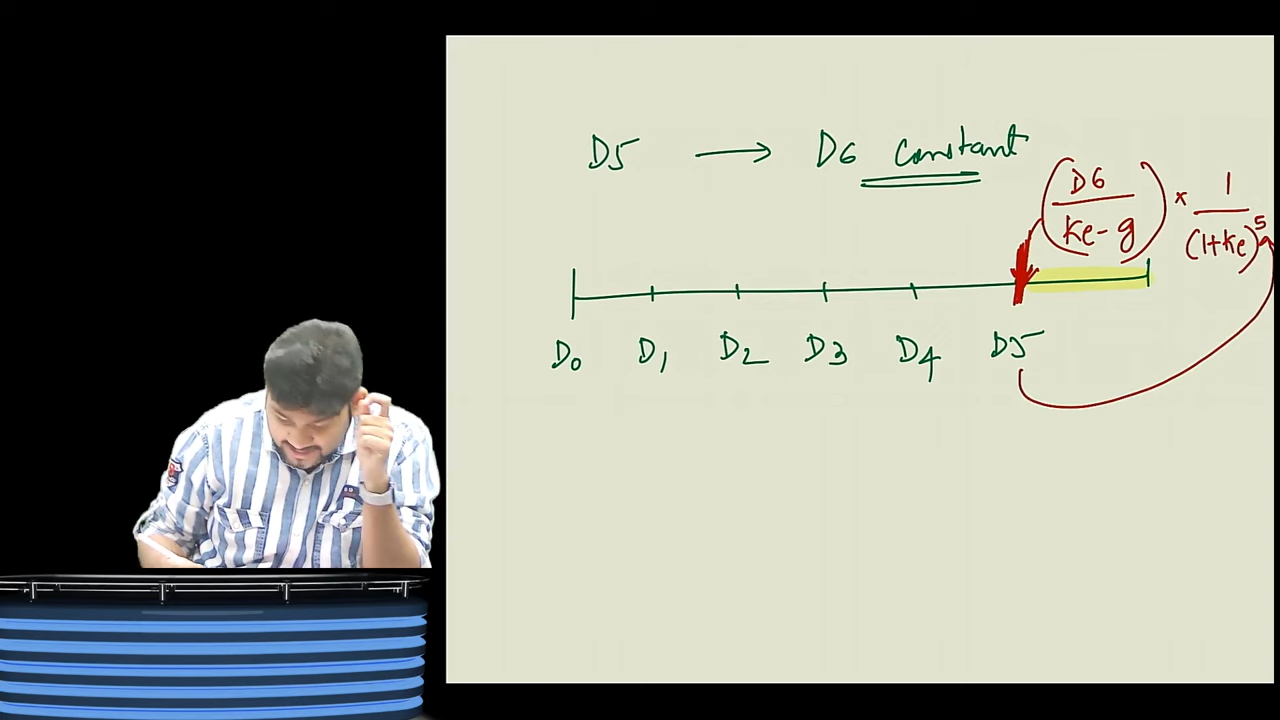 D5 → D6 constant
(D6 / Ke - g) × 1 / (1+Ke)^5
D₀ D₁ D₂ D₃ D₄ D5